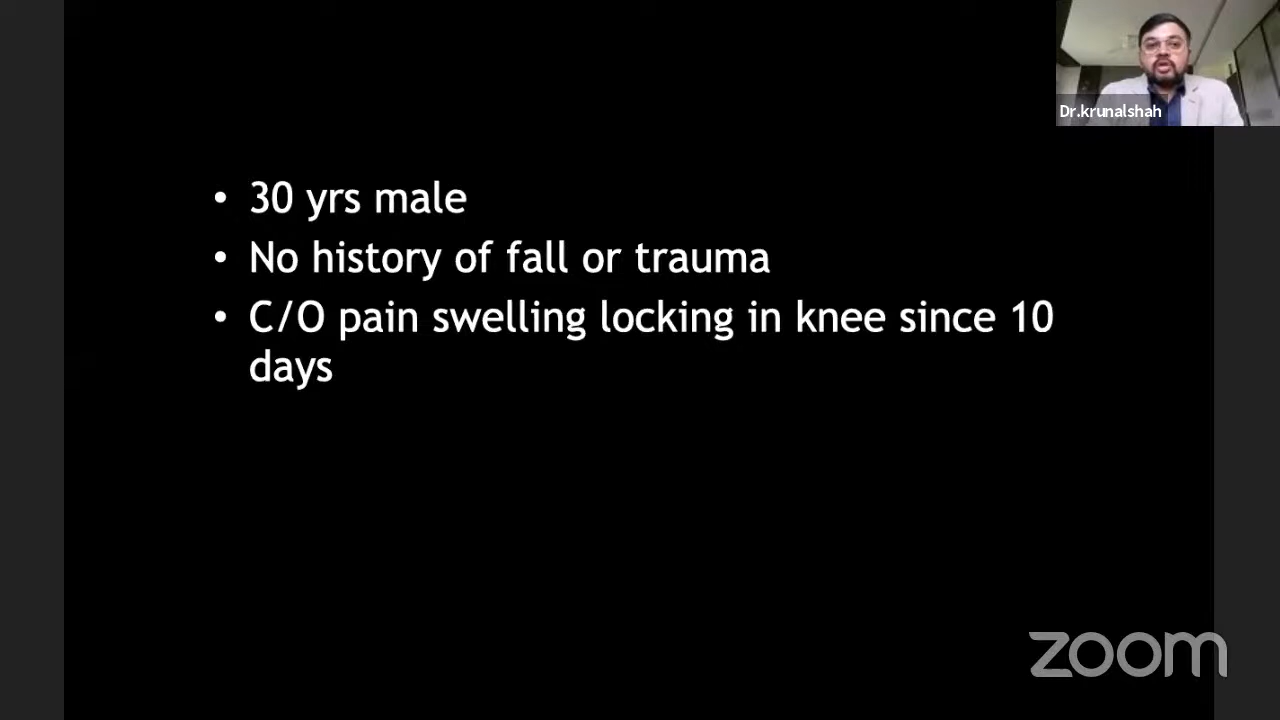 Dr.krunalshah
• 30 yrs male
• No history of fall or trauma
• C/O pain swelling locking in knee since 10
days
zoom